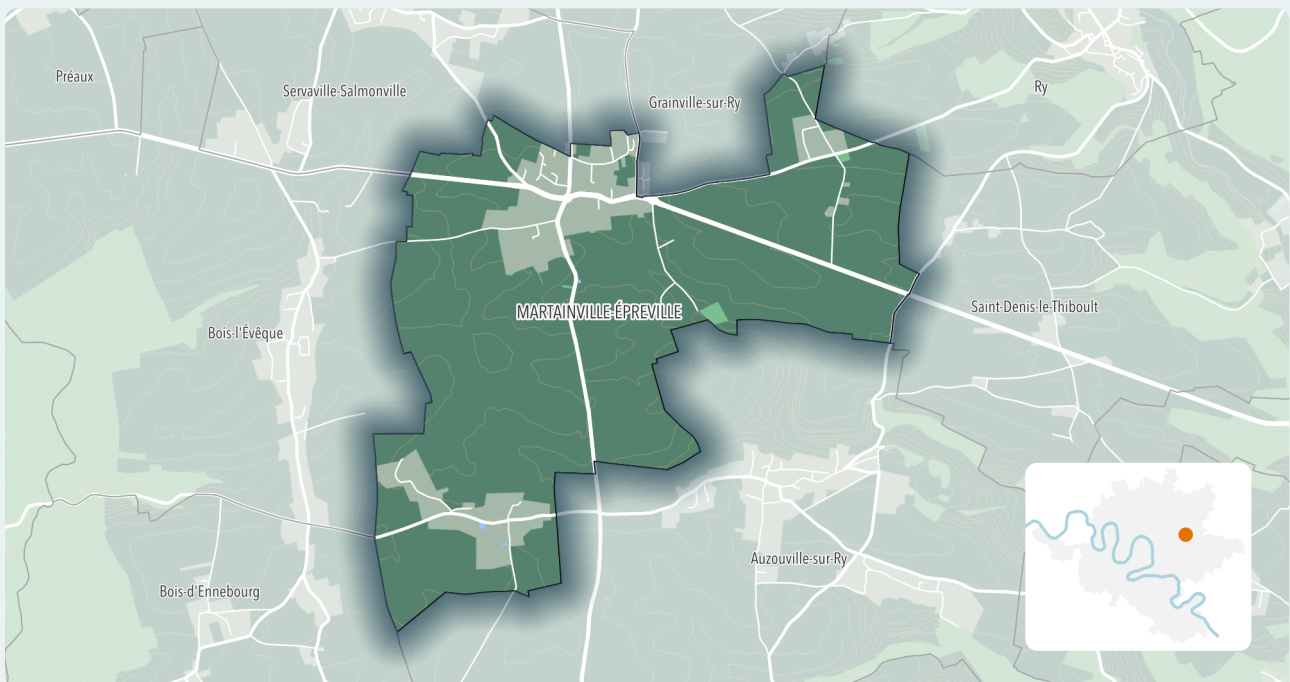 Préaux
Servaville-Salmonville
Grainville-sur-Ry
Ry
MARTAINVILLE-ÉPREVILLE
Saint-Denis-le-Thiboult
Bois-l'Évêque
Auzouville-sur-Ry
Bois-d'Ennebourg